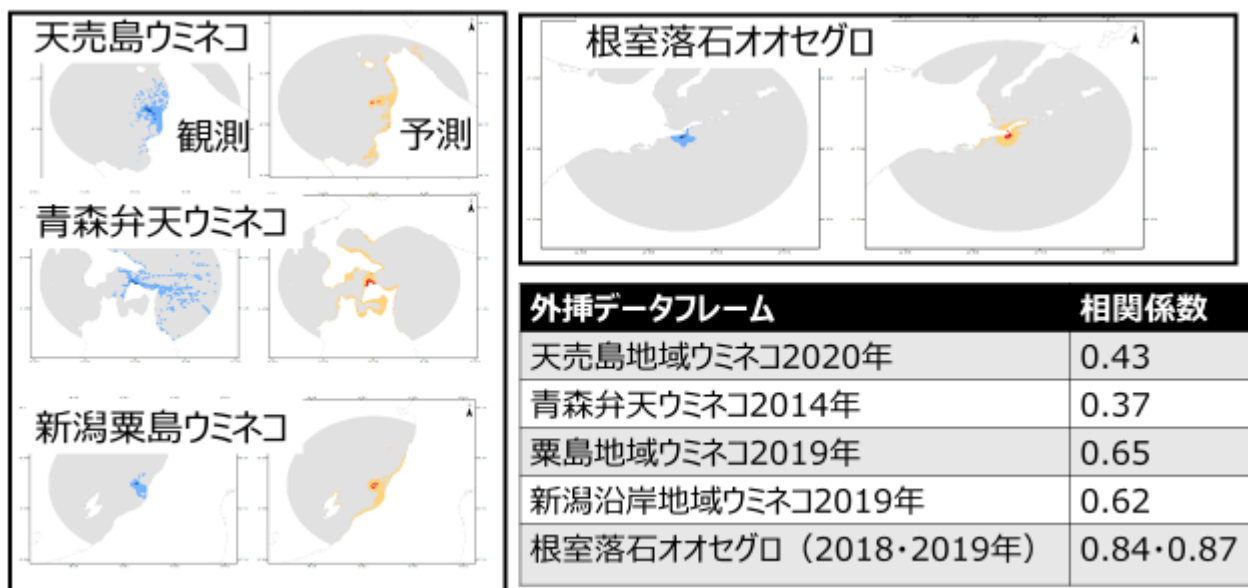 天売島ウミネコ
観測
予測
青森弁天ウミネコ
新潟粟島ウミネコ
根室落石オオセグロ
外挿データフレーム 相関係数
天売島地域ウミネコ2020年 0.43
青森弁天ウミネコ2014年 0.37
粟島地域ウミネコ2019年 0.65
新潟沿岸地域ウミネコ2019年 0.62
根室落石オオセグロ（2018・2019年） 0.84・0.87